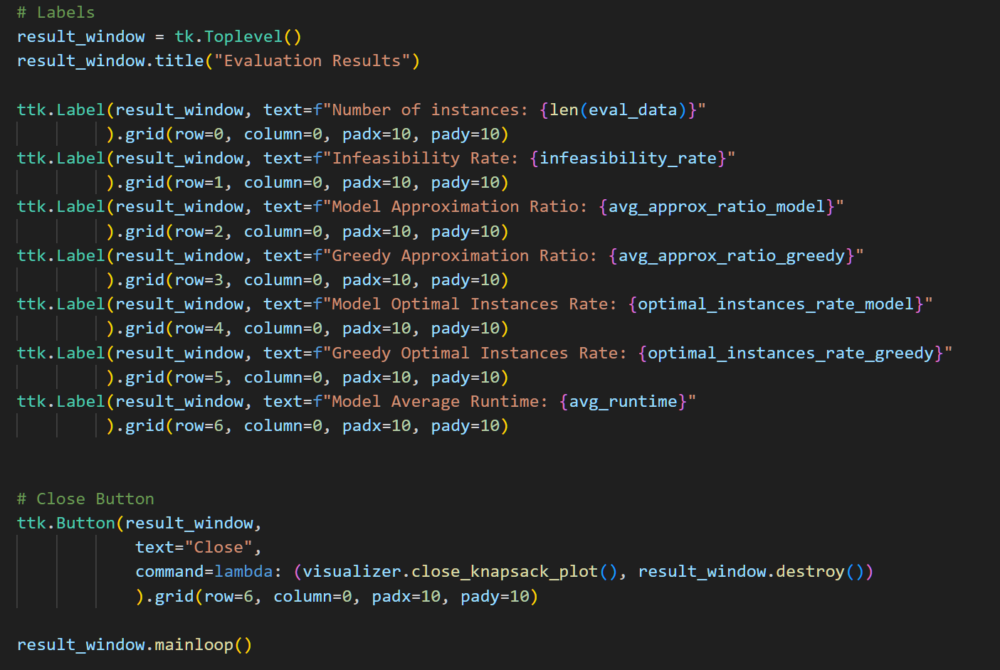 # Labels
result_window = tk.Toplevel()
result_window.title("Evaluation Results")
ttk.Label(result_window, text=f"Number of instances: {len(eval_data)}"
).grid(row=0, column=0, padx=10, pady=10)
ttk.Label(result_window, text=f"Infeasibility Rate: {infeasibility_rate}"
).grid(row=1, column=0, padx=10, pady=10)
ttk.Label(result_window, text=f"Model Approximation Ratio: {avg_approx_ratio_model}"
).grid(row=2, column=0, padx=10, pady=10)
ttk.Label(result_window, text=f"Greedy Approximation Ratio: {avg_approx_ratio_greedy}"
).grid(row=3, column=0, padx=10, pady=10)
ttk.Label(result_window, text=f"Model Optimal Instances Rate: {optimal_instances_rate_model}"
).grid(row=4, column=0, padx=10, pady=10)
ttk.Label(result_window, text=f"Greedy Optimal Instances Rate: {optimal_instances_rate_greedy}"
).grid(row=5, column=0, padx=10, pady=10)
ttk.Label(result_window, text=f"Model Average Runtime: {avg_runtime}"
).grid(row=6, column=0, padx=10, pady=10)
# Close Button
ttk.Button(result_window,
text="Close",
command=lambda: (visualizer.close_knapsack_plot(), result_window.destroy())
).grid(row=6, column=0, padx=10, pady=10)
result_window.mainloop()